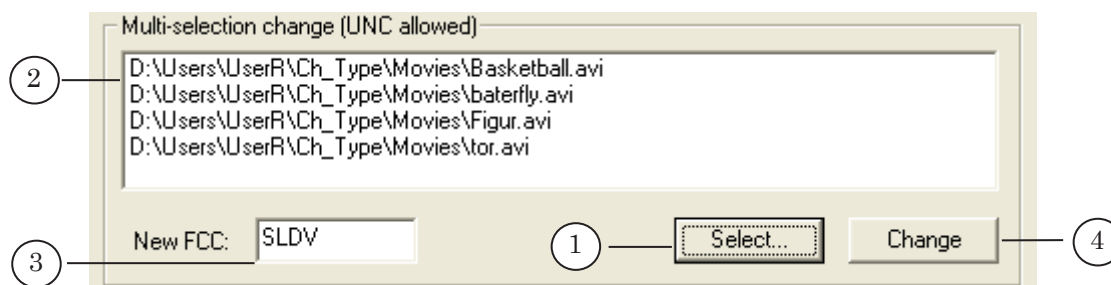 Multi-selection change (UNC allowed)
2
D:\Users\UserR\Ch_Type\Movies\Basketball.avi
D:\Users\UserR\Ch_Type\Movies\baterfly.avi
D:\Users\UserR\Ch_Type\Movies\Figur.avi
D:\Users\UserR\Ch_Type\Movies\tor.avi
3
New FCC: SLDV
1
Select...
Change
4